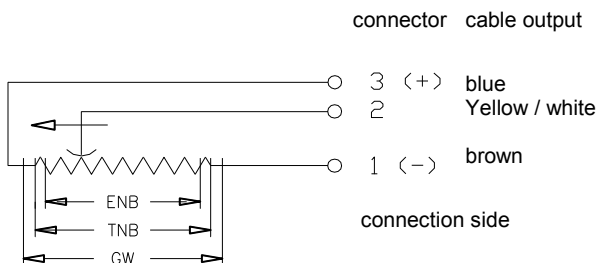 connector cable output
3 (+) blue
2 Yellow / white
1 (-) brown
ENB
connection side
TNB
GW